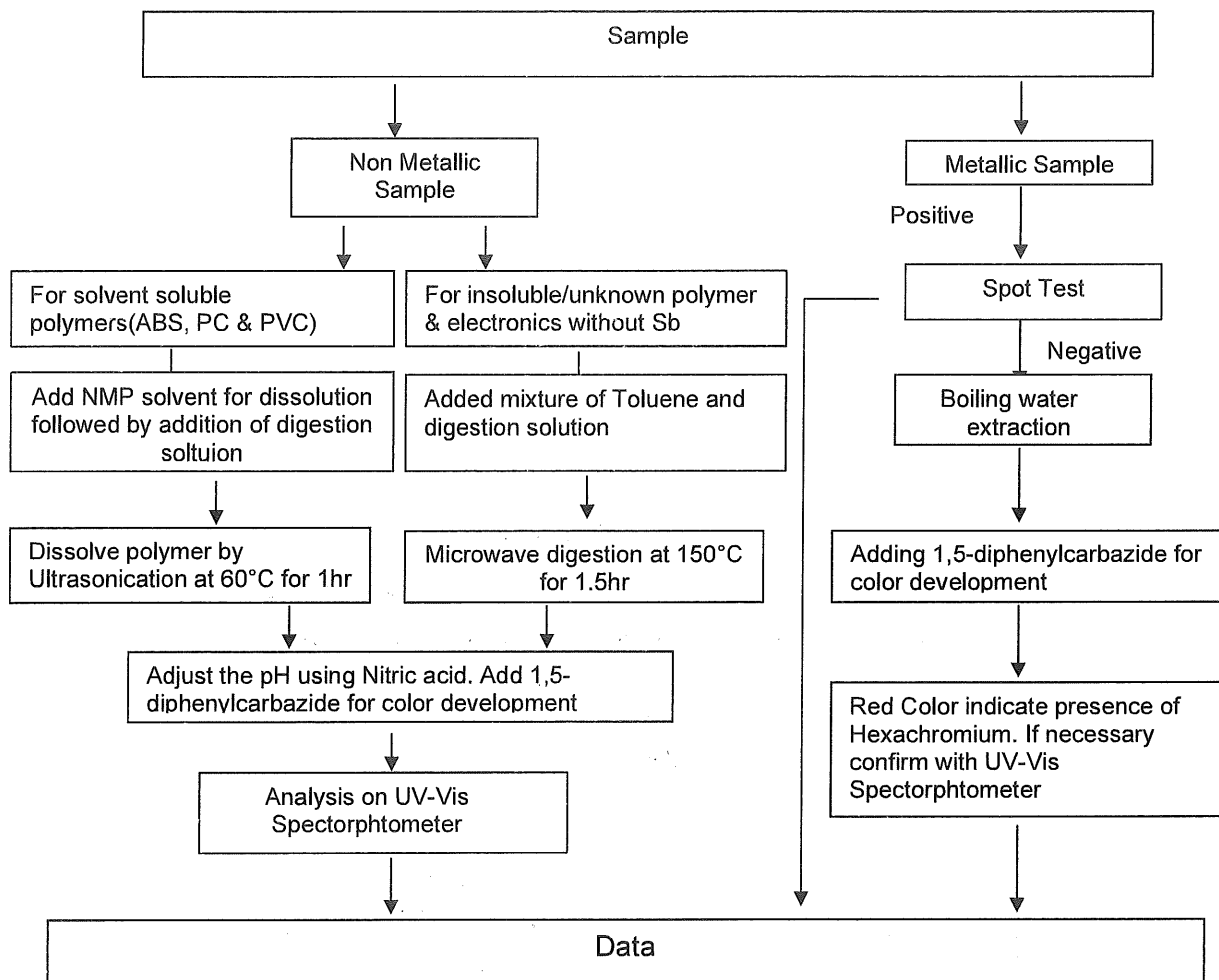 Sample
Non Metallic
Sample
Metallic Sample
Positive
For solvent soluble
polymers(ABS, PC & PVC)
For insoluble/unknown polymer
& electronics without Sb
Spot Test
Negative
Add NMP solvent for dissolution
followed by addition of digestion
soltuion
Added mixture of Toluene and
digestion solution
Boiling water
extraction
Dissolve polymer by
Ultrasonication at 60°C for 1hr
Microwave digestion at 150°C
for 1.5hr
Adding 1,5-diphenylcarbazide for
color development
Adjust the pH using Nitric acid. Add 1,5-
diphenylcarbazide for color development
Red Color indicate presence of
Hexachromium. If necessary
confirm with UV-Vis
Spectorphtometer
Analysis on UV-Vis
Spectorphtometer
Data